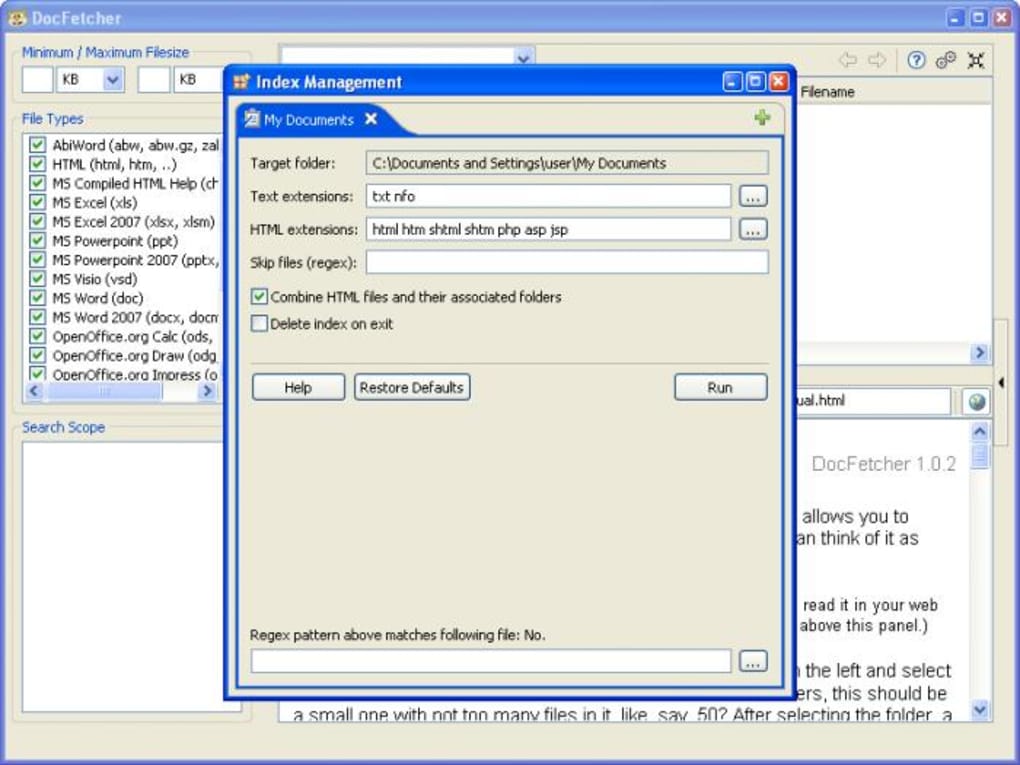 DocFetcher
Minimum / Maximum Filesize
KB
KB
File Types
AbiWord (abw, abw.gz, zal
HTML (html, htm, ..)
MS Compiled HTML Help (ch
MS Excel (xls)
MS Excel 2007 (xlsx, xlsm)
MS Powerpoint (ppt)
MS Powerpoint 2007 (pptx,
MS Visio (vsd)
MS Word (doc)
MS Word 2007 (docx, docm
OpenOffice.org Calc (ods,
OpenOffice.org Draw (odg
OpenOffice.org Impress (o
Search Scope
Index Management
My Documents
Target folder: C:\Documents and Settings\user\My Documents
Text extensions: txt nfo ...
HTML extensions: html htm shtml shtm php asp jsp ...
Skip files (regex):
Combine HTML files and their associated folders
Delete index on exit
Help Restore Defaults Run
Regex pattern above matches following file: No.
...
Filename
ual.html
DocFetcher 1.0.2
allows you to
an think of it as
read it in your web
above this panel.)
n the left and select
ers, this should be
a small one with not too many files in it, like, say, 50? After selecting the folder, a